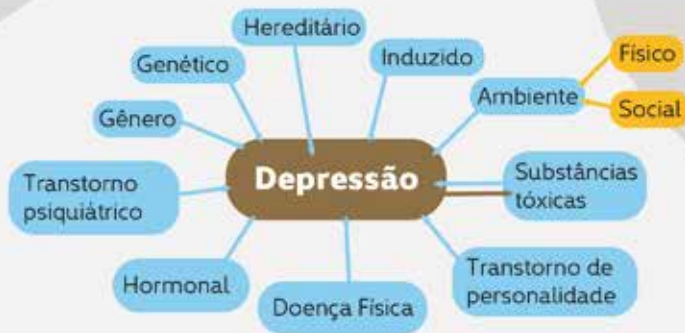 Hereditário
Genético
Induzido
Físico
Ambiente
Social
Gênero
Depressão
Substâncias
tóxicas
Transtorno
psiquiátrico
Hormonal
Doença Física
Transtorno de
personalidade